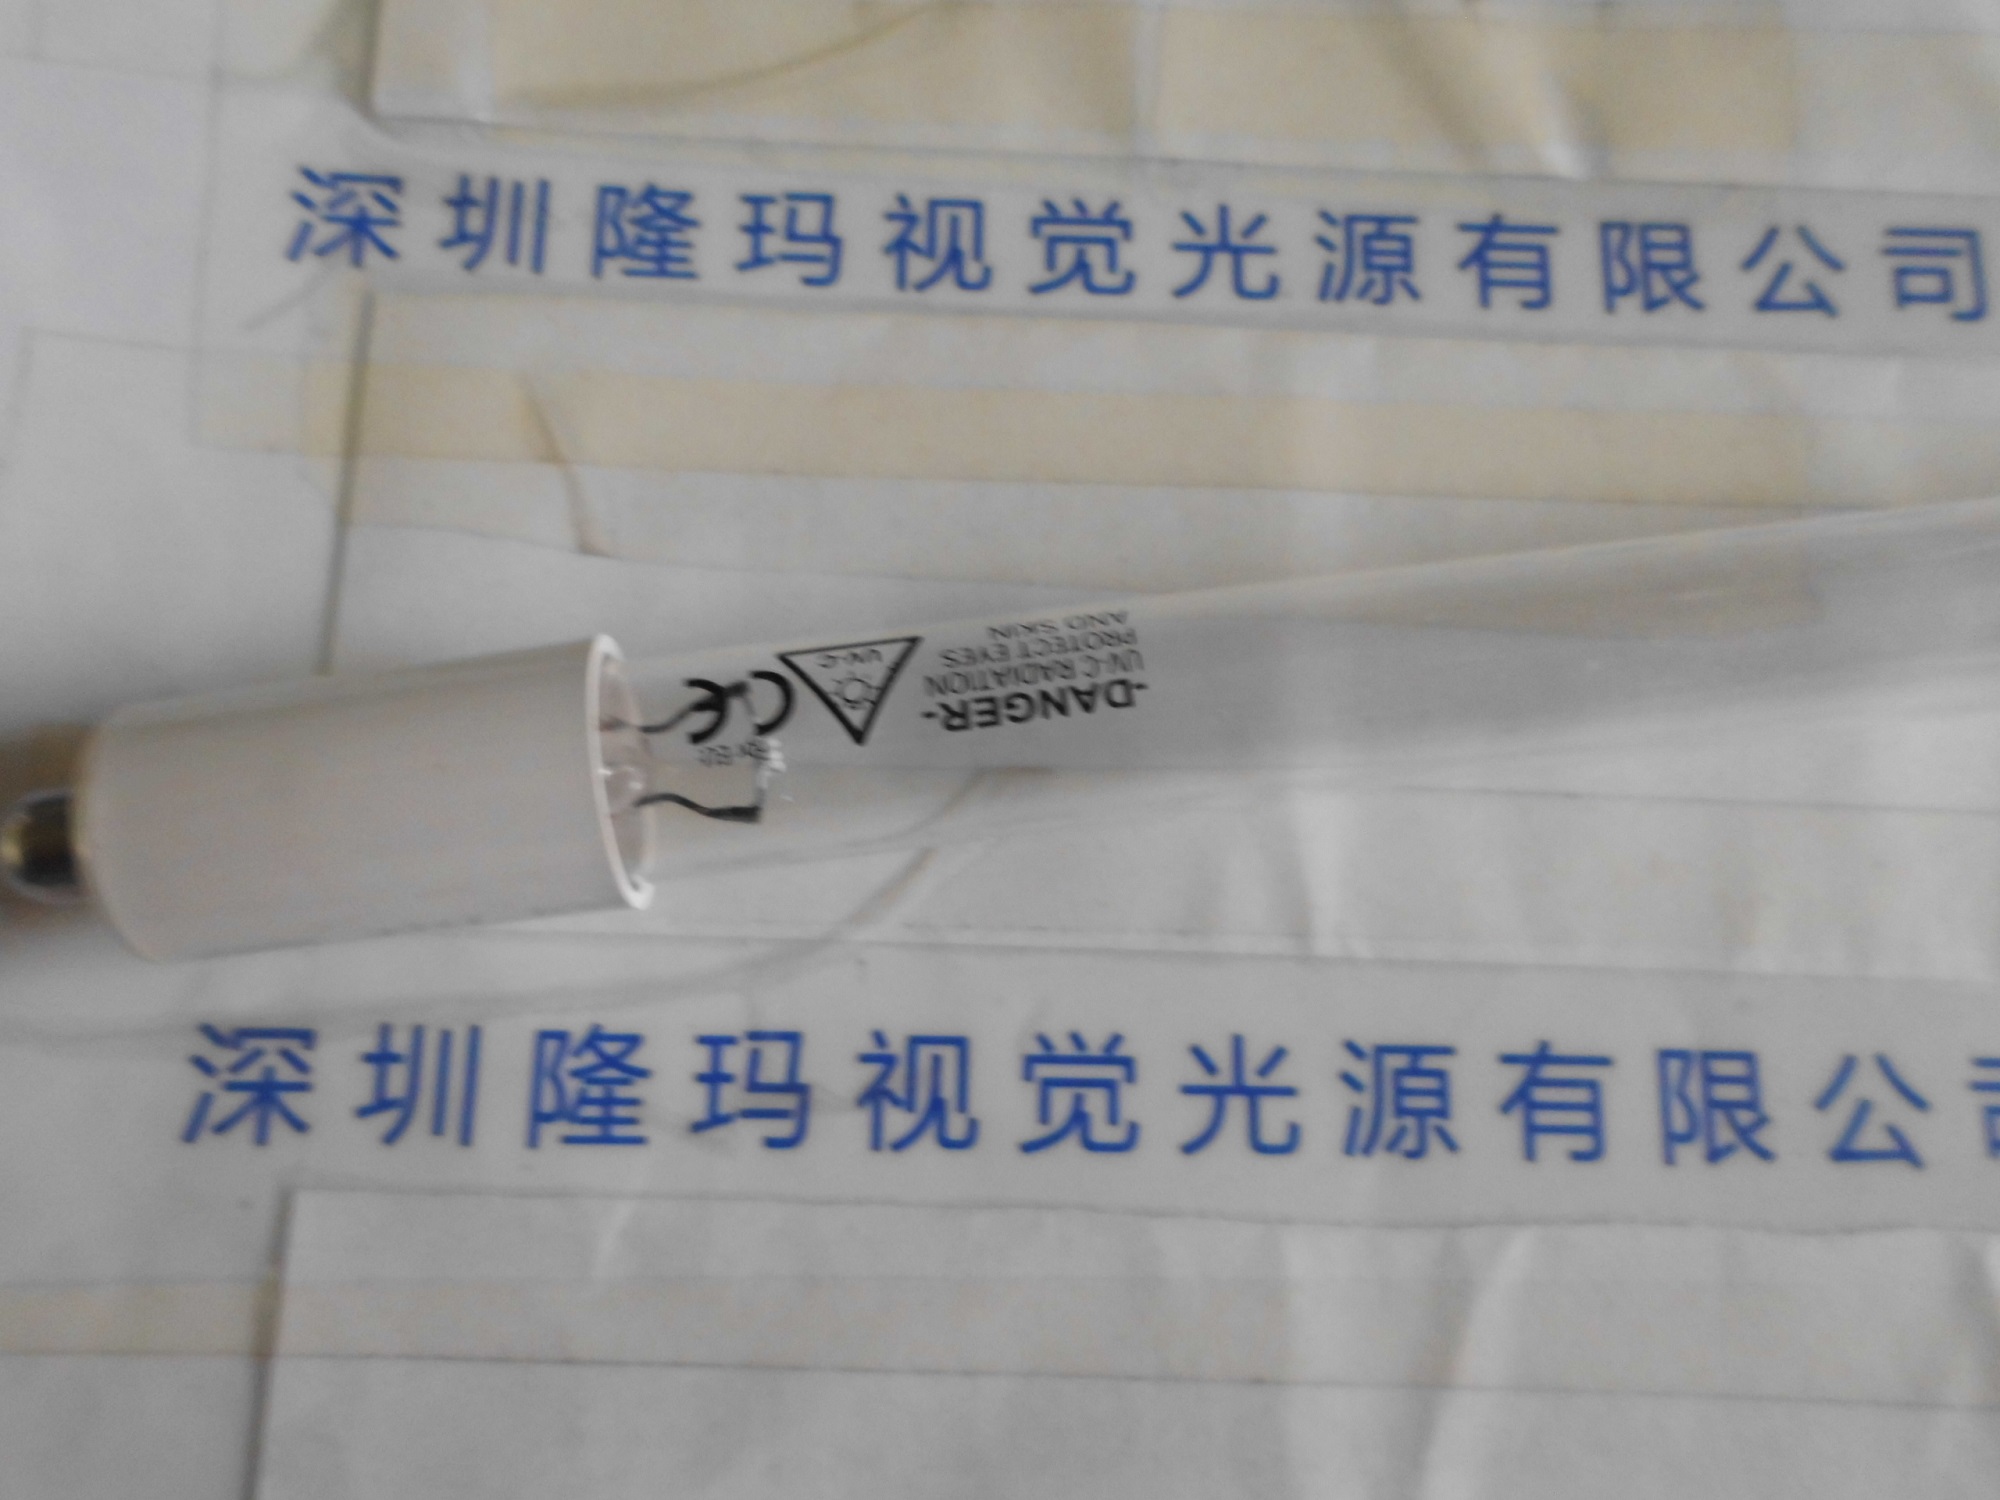 深圳隆玛视觉光源有限公司
-DANGER-
UV-C RADIATION
PROTECT EYES
AND SKIN
UV-C
CE
深圳隆玛视觉光源有限公司